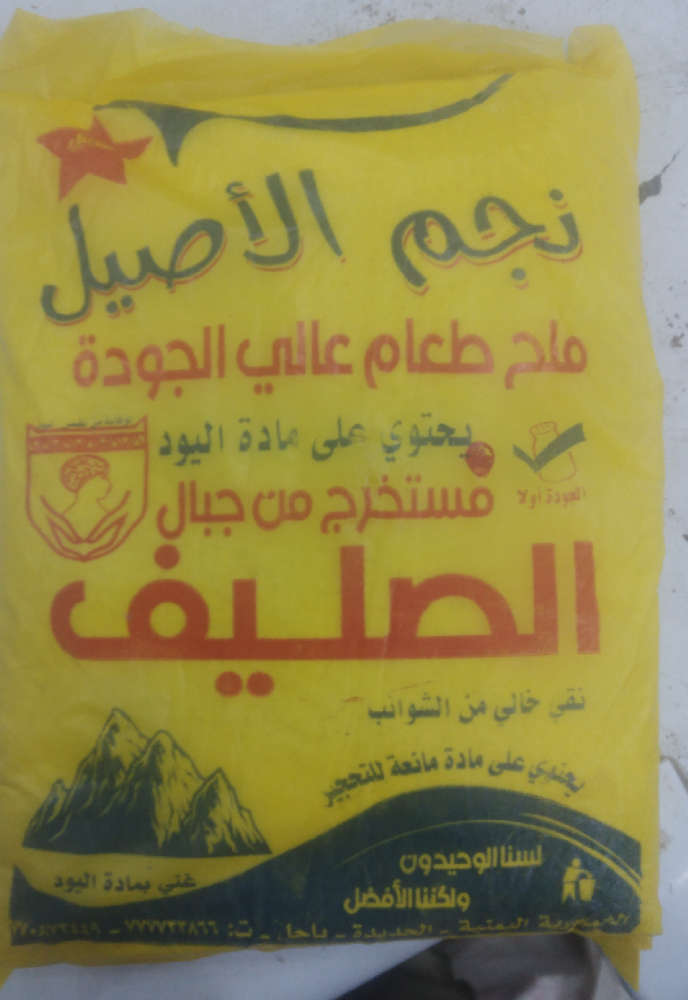 نجم الأصيل
ملح طعام عالي الجودة
يحتوي على مادة اليود
الجودة أولا
مستخرج من جبال
الصليف
نقي خالي من الشوائب
يحتوي على مادة مانعة للتحجير
غني بمادة اليود
لسنا الوحيدون
ولكننا الأفضل
الجمهورية اليمنية - الحديدة - باجل - ت: ٧٧٧٧٣٣٨٦٦